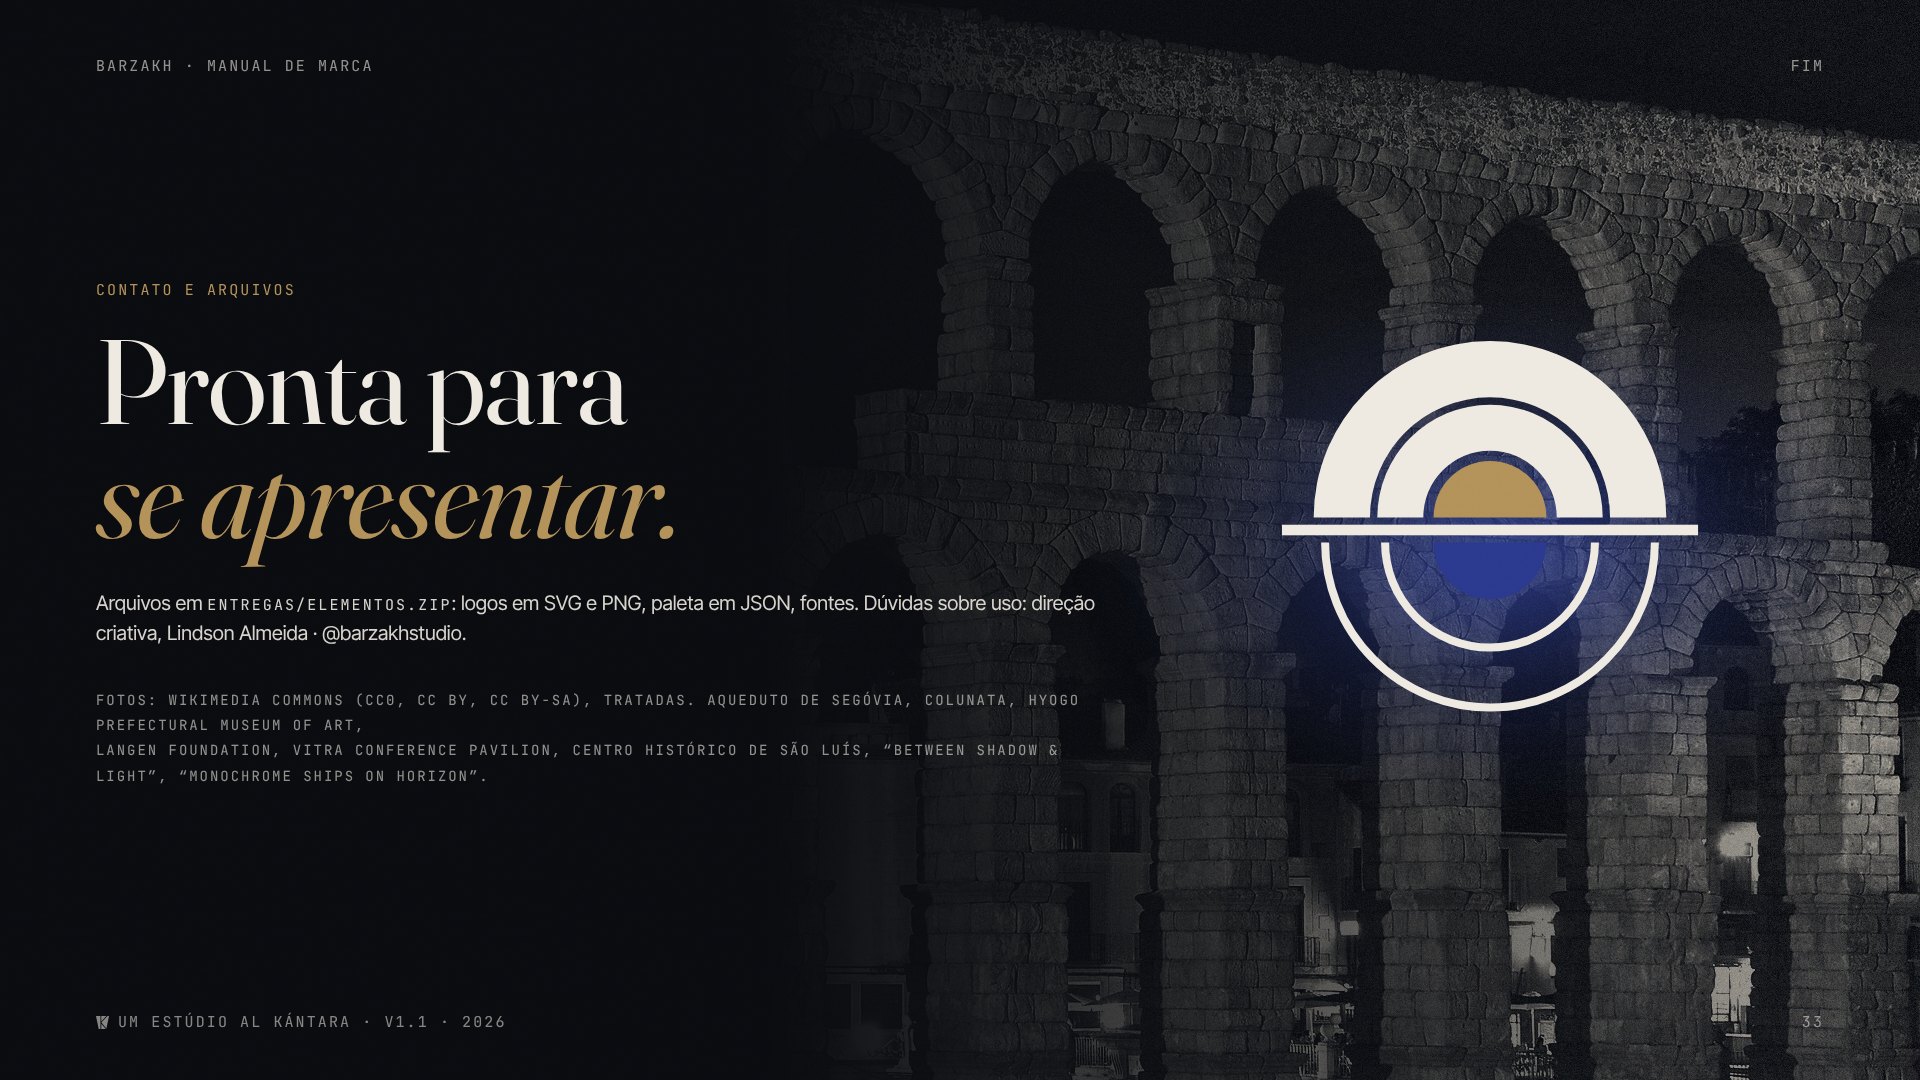 BARZAKH · MANUAL DE MARCA
FIM
CONTATO E ARQUIVOS
Pronta para
se apresentar.
Arquivos em ENTREGAS/ELEMENTOS.ZIP: logos em SVG e PNG, paleta em JSON, fontes. Dúvidas sobre uso: direção
criativa, Lindson Almeida · @barzakhstudio.
FOTOS: WIKIMEDIA COMMONS (CC0, CC BY, CC BY-SA), TRATADAS. AQUEDUTO DE SEGÓVIA, COLUNATA, HYOGO
PREFECTURAL MUSEUM OF ART,
LANGEN FOUNDATION, VITRA CONFERENCE PAVILION, CENTRO HISTÓRICO DE SÃO LUÍS, “BETWEEN SHADOW &
LIGHT”, “MONOCHROME SHIPS ON HORIZON”.
UM ESTÚDIO AL KÁNTARA · V1.1 · 2026
33